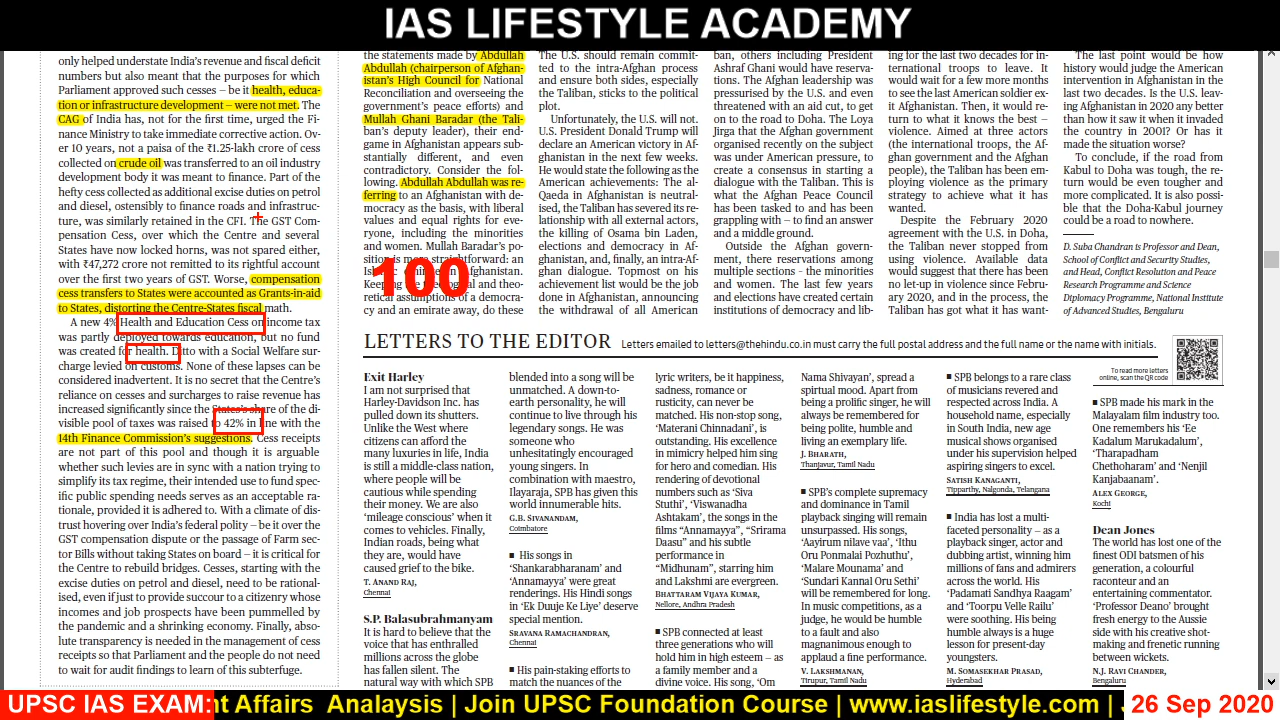 IAS LIFESTYLE ACADEMY
only helped understate India's revenue and fiscal deficit
numbers but also meant that the purposes for which
Parliament approved such cesses – be it health, educa-
tion or infrastructure development – were not met. The
CAG of India has, not for the first time, urged the Fi-
nance Ministry to take immediate corrective action. Ov-
er 10 years, not a paisa of the ₹1.25-lakh crore of cess
collected on crude oil was transferred to an oil industry
development body it was meant to finance. Part of the
hefty cess collected as additional excise duties on petrol
and diesel, ostensibly to finance roads and infrastruc-
ture, was similarly retained in the CFI. The GST Com-
pensation Cess, over which the Centre and several
States have now locked horns, was not spared either,
with ₹47,272 crore not remitted to its rightful account
over the first two years of GST. Worse, compensation
cess transfers to States were accounted as Grants-in-aid
to States, distorting the Centre-States fiscal math.
A new 4% Health and Education Cess on income tax
was partly deployed towards education, but no fund
was created for health. Ditto with a Social Welfare sur-
charge levied on customs. None of these lapses can be
considered inadvertent. It is no secret that the Centre's
reliance on cesses and surcharges to raise revenue has
increased significantly since the States's share of the di-
visible pool of taxes was raised to 42% in line with the
14th Finance Commission's suggestions. Cess receipts
are not part of this pool and though it is arguable
whether such levies are in sync with a nation trying to
simplify its tax regime, their intended use to fund spec-
ific public spending needs serves as an acceptable ra-
tionale, provided it is adhered to. With a climate of dis-
trust hovering over India's federal polity – be it over the
GST compensation dispute or the passage of Farm sec-
tor Bills without taking States on board – it is critical for
the Centre to rebuild bridges. Cesses, starting with the
excise duties on petrol and diesel, need to be rational-
ised, even if just to provide succour to a citizenry whose
incomes and job prospects have been pummelled by
the pandemic and a shrinking economy. Finally, abso-
lute transparency is needed in the management of cess
receipts so that Parliament and the people do not need
to wait for audit findings to learn of this subterfuge.
the statements made by Abdullah
Abdullah (chairperson of Afghan-
istan's High Council for National
Reconciliation and overseeing the
government's peace efforts) and
Mullah Ghani Baradar (the Tali-
ban's deputy leader), their end-
game in Afghanistan appears sub-
stantially different, and even
contradictory. Consider the fol-
lowing. Abdullah Abdullah was re-
ferring to an Afghanistan with de-
mocracy as the basis, with liberal
values and equal rights for eve-
ryone, including the minorities
and women. Mullah Baradar's po-
sition is more straightforward: an
Islamic emirate in Afghanistan.
Keeping the and theo-
retical assumptions of a democra-
cy and an emirate away, do these
100
The U.S. should remain commit-
ted to the intra-Afghan process
and ensure both sides, especially
the Taliban, sticks to the political
plot.
Unfortunately, the U.S. will not.
U.S. President Donald Trump will
declare an American victory in Af-
ghanistan in the next few weeks.
He would state the following as the
American achievements: The al-
Qaeda in Afghanistan is neutral-
ised, the Taliban has severed its re-
lationship with all external actors,
the killing of Osama bin Laden,
elections and democracy in Af-
ghanistan, and, finally, an intra-Af-
ghan dialogue. Topmost on his
achievement list would be the job
done in Afghanistan, announcing
the withdrawal of all American
ban, others including President
Ashraf Ghani would have reserva-
tions. The Afghan leadership was
pressurised by the U.S. and even
threatened with an aid cut, to get
on to the road to Doha. The Loya
Jirga that the Afghan government
organised recently on the subject
was under American pressure, to
create a consensus in starting a
dialogue with the Taliban. This is
what the Afghan Peace Council
has been tasked to and has been
grappling with – to find an answer
and a middle ground.
Outside the Afghan govern-
ment, there reservations among
multiple sections - the minorities
and women. The last few years
and elections have created certain
institutions of democracy and lib-
ing for the last two decades for in-
ternational troops to leave. It
would wait for a few more months
to see the last American soldier ex-
it Afghanistan. Then, it would re-
turn to what it knows the best –
violence. Aimed at three actors
(the international troops, the Af-
ghan government and the Afghan
people), the Taliban has been em-
ploying violence as the primary
strategy to achieve what it has
wanted.
Despite the February 2020
agreement with the U.S. in Doha,
the Taliban never stopped from
using violence. Available data
would suggest that there has been
no let-up in violence since Febru-
ary 2020, and in the process, the
Taliban has got what it has want-
The last point would be how
history would judge the American
intervention in Afghanistan in the
last two decades. Is the U.S. leav-
ing Afghanistan in 2020 any better
than how it saw it when it invaded
the country in 2001? Or has it
made the situation worse?
To conclude, if the road from
Kabul to Doha was tough, the re-
turn would be even tougher and
more complicated. It is also possi-
ble that the Doha-Kabul journey
could be a road to nowhere.
D. Suba Chandran is Professor and Dean,
School of Conflict and Security Studies,
and Head, Conflict Resolution and Peace
Research Programme and Science
Diplomacy Programme, National Institute
of Advanced Studies, Bengaluru
LETTERS TO THE EDITOR Letters emailed to letters@thehindu.co.in must carry the full postal address and the full name or the name with initials.
To read more letters
online, scan the QR code
Exit Harley
I am not surprised that
Harley-Davidson Inc. has
pulled down its shutters.
Unlike the West where
citizens can afford the
many luxuries in life, India
is still a middle-class nation,
where people will be
cautious while spending
their money. We are also
'mileage conscious' when it
comes to vehicles. Finally,
Indian roads, being what
they are, would have
caused grief to the bike.
T. ANAND RAJ,
Chennai
S.P. Balasubrahmanyam
It is hard to believe that the
voice that has enthralled
millions across the globe
has fallen silent. The
natural way with which SPB
blended into a song will be
unmatched. A down-to-
earth personality, he will
continue to live through his
legendary songs. He was
someone who
unhesitatingly encouraged
young singers. In
combination with maestro,
Ilayaraja, SPB has given this
world innumerable hits.
G.B. SIVANANDAM,
Coimbatore
■ His songs in
'Shankarabharanam' and
'Annamayya' were great
renderings. His Hindi songs
in 'Ek Duuje Ke Liye' deserve
special mention.
SRAVANA RAMACHANDRAN,
Chennai
■ His pain-staking efforts to
match the nuances of the
lyric writers, be it happiness,
sadness, romance or
rusticity, can never be
matched. His non-stop song,
'Materani Chinnadani', is
outstanding. His excellence
in mimicry helped him sing
for hero and comedian. His
rendering of devotional
numbers such as 'Siva
Stuthi', 'Viswanadha
Ashtakam', the songs in the
films "Annamayya", "Srirama
Daasu" and his subtle
performance in
"Midhunam", starring him
and Lakshmi are evergreen.
BHATTARAM VIJAYA KUMAR,
Nellore, Andhra Pradesh
■ SPB connected at least
three generations who will
hold him in high esteem – as
a family member and a
divine voice. His song, 'Om
Nama Shivayan', spread a
spirtual mood. Apart from
being a prolific singer, he will
always be remembered for
being polite, humble and
living an exemplary life.
J. BHARATH,
Thanjavur, Tamil Nadu
■ SPB's complete supremacy
and dominance in Tamil
playback singing will remain
unsurpassed. His songs,
'Aayirum nilave vaa', 'Ithu
Oru Ponmalai Pozhuthu',
'Malare Mounama' and
'Sundari Kannal Oru Sethi'
will be remembered for long.
In music competitions, as a
judge, he would be humble
to a fault and also
magnanimous enough to
applaud a fine performance.
V. LAKSHMANAN,
Tirupur, Tamil Nadu
■ SPB belongs to a rare class
of musicians revered and
respected across India. A
household name, especially
in South India, new age
musical shows organised
under his supervision helped
aspiring singers to excel.
SATISH KANAGANTI,
Tipparthy, Nalgonda, Telangana
■ India has lost a multi-
faceted personality – as a
playback singer, actor and
dubbing artist, winning him
millions of fans and admirers
across the world. His
'Padamati Sandhya Raagam'
and 'Toorpu Velle Railu'
were soothing. His being
humble always is a huge
lesson for present-day
youngsters.
M. SOMASEKHAR PRASAD,
Hyderabad
■ SPB made his mark in the
Malayalam film industry too.
One remembers his 'Ee
Kadalum Marukadalum',
'Tharapadham
Chethoharam' and 'Nenjil
Kanjabaanam'.
ALEX GEORGE,
Kochi
Dean Jones
The world has lost one of the
finest ODI batsmen of his
generation, a colourful
raconteur and an
entertaining commentator.
'Professor Deano' brought
fresh energy to the Aussie
side with his creative shot-
making and frenetic running
between wickets.
N.J. RAVI CHANDER,
Bengaluru
UPSC IAS EXAM: nt Affairs Analaysis | Join UPSC Foundation Course | www.iaslifestyle.com | 26 Sep 2020